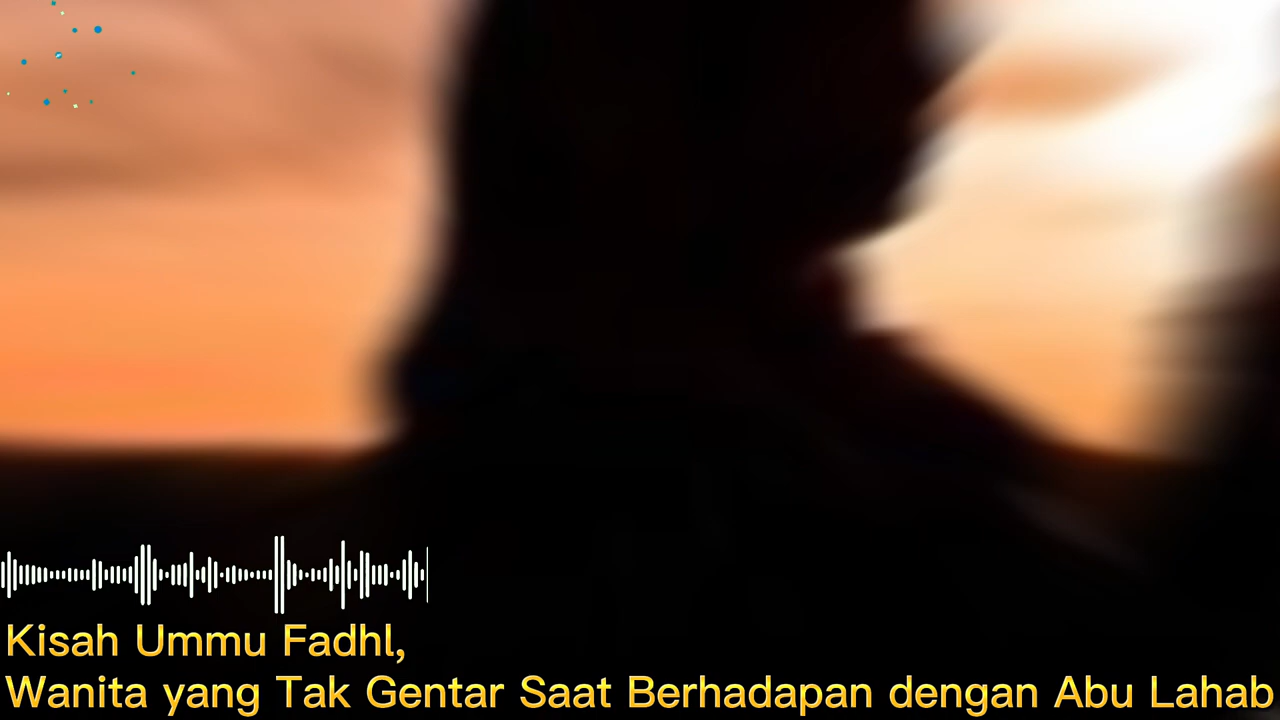 Kisah Ummu Fadhl,
Wanita yang Tak Gentar Saat Berhadapan dengan Abu Lahab